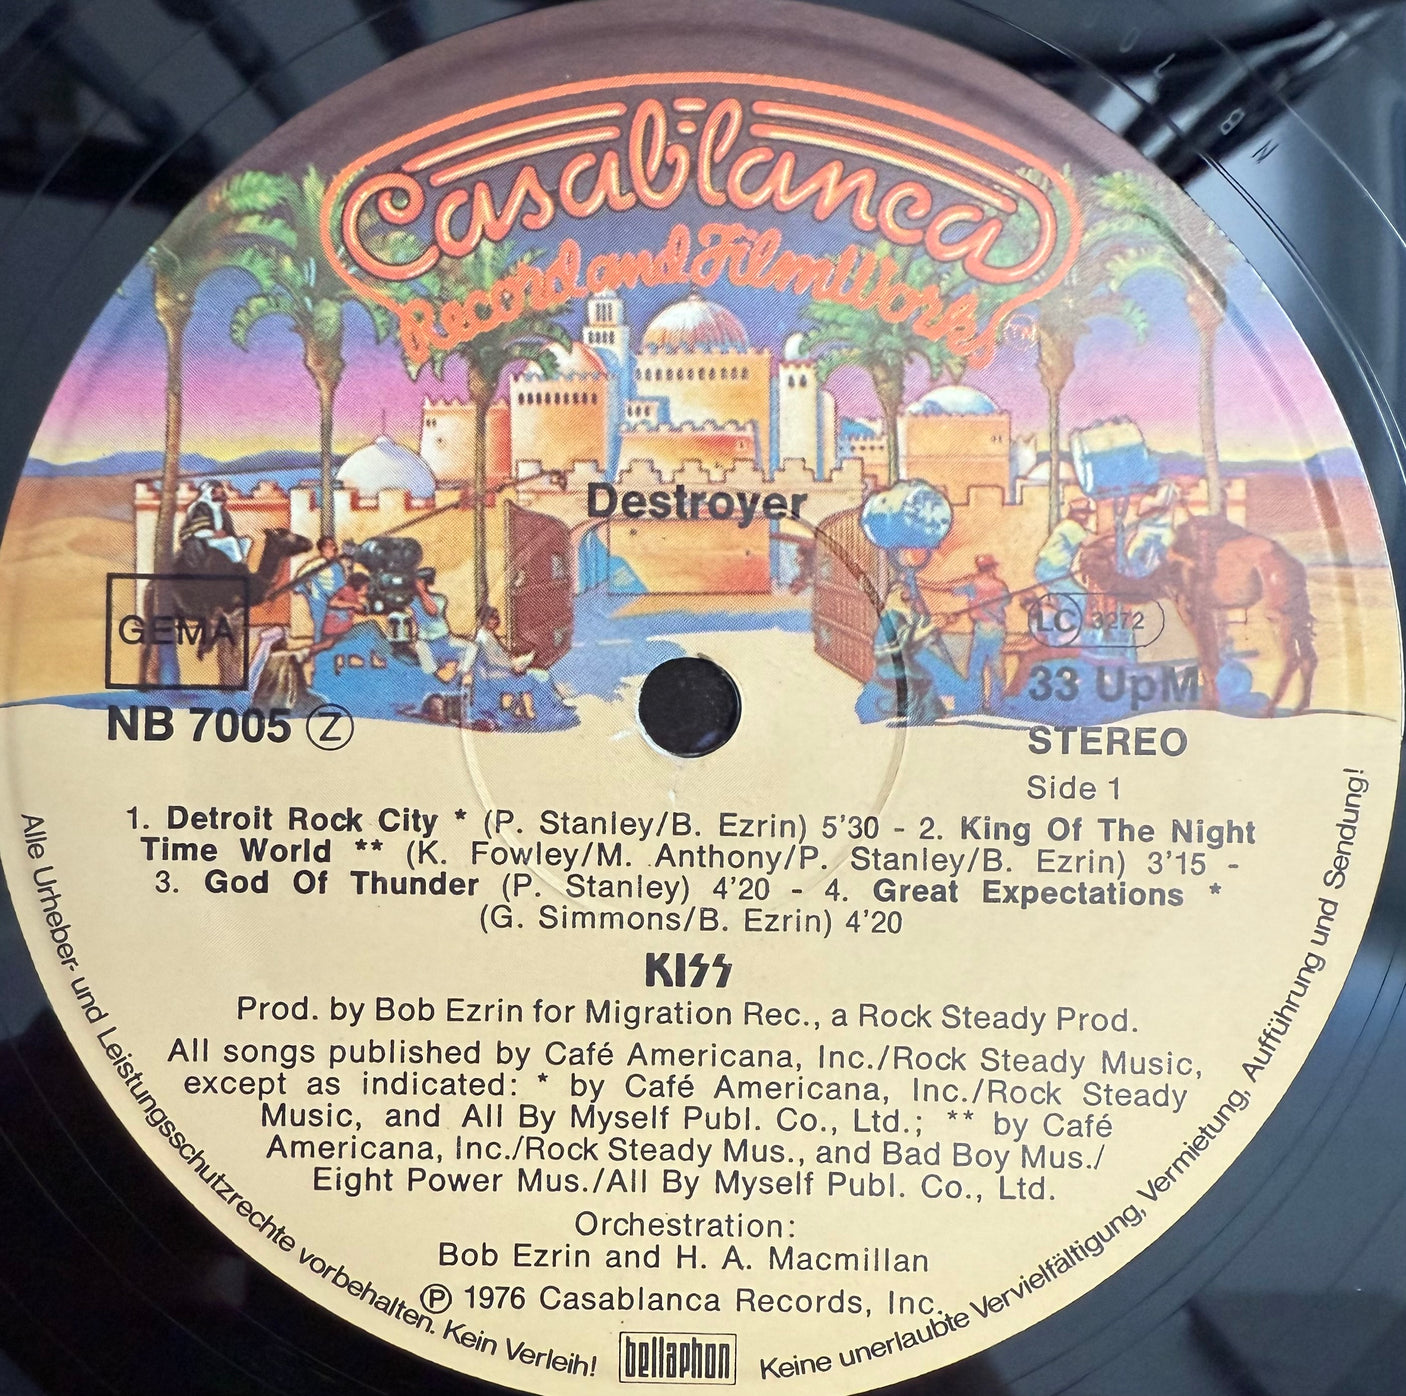 Casablanca
Record and FilmWorks
Destroyer
GEMA
LC 3272
33 UpM
NB 7005 Z
STEREO
Side 1
1. Detroit Rock City * (P. Stanley/B. Ezrin) 5'30 - 2. King Of The Night
Time World ** (K. Fowley/M. Anthony/P. Stanley/B. Ezrin) 3'15 -
3. God Of Thunder (P. Stanley) 4'20 - 4. Great Expectations *
(G. Simmons/B. Ezrin) 4'20
KISS
Prod. by Bob Ezrin for Migration Rec., a Rock Steady Prod.
All songs published by Café Americana, Inc./Rock Steady Music,
except as indicated: * by Café Americana, Inc./Rock Steady
Music, and All By Myself Publ. Co., Ltd.; ** by Café
Americana, Inc./Rock Steady Mus., and Bad Boy Mus./
Eight Power Mus./All By Myself Publ. Co., Ltd.
Orchestration:
Bob Ezrin and H. A. Macmillan
℗ 1976 Casablanca Records, Inc.
Alle Urheber- und Leistungsschutzrechte vorbehalten. Kein Verleih!
bellaphon
Keine unerlaubte Vervielfältigung, Vermietung, Aufführung und Sendung!